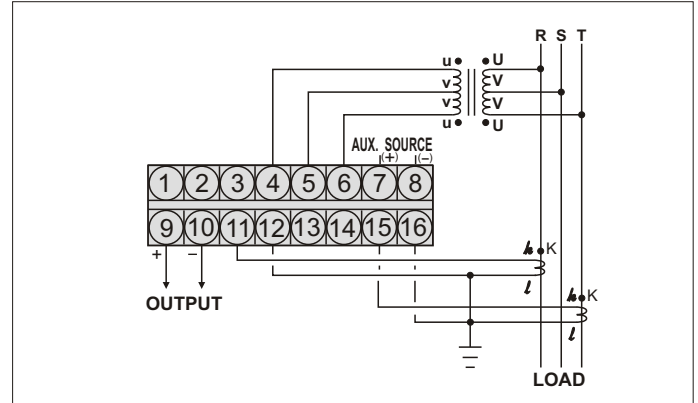 R S T
u U
v V
v V
u U
AUX. SOURCE
(+) (-)
1 2 3 4 5 6 7 8
9 10 11 12 13 14 15 16
+ -
k K
l
OUTPUT
k K
l
LOAD